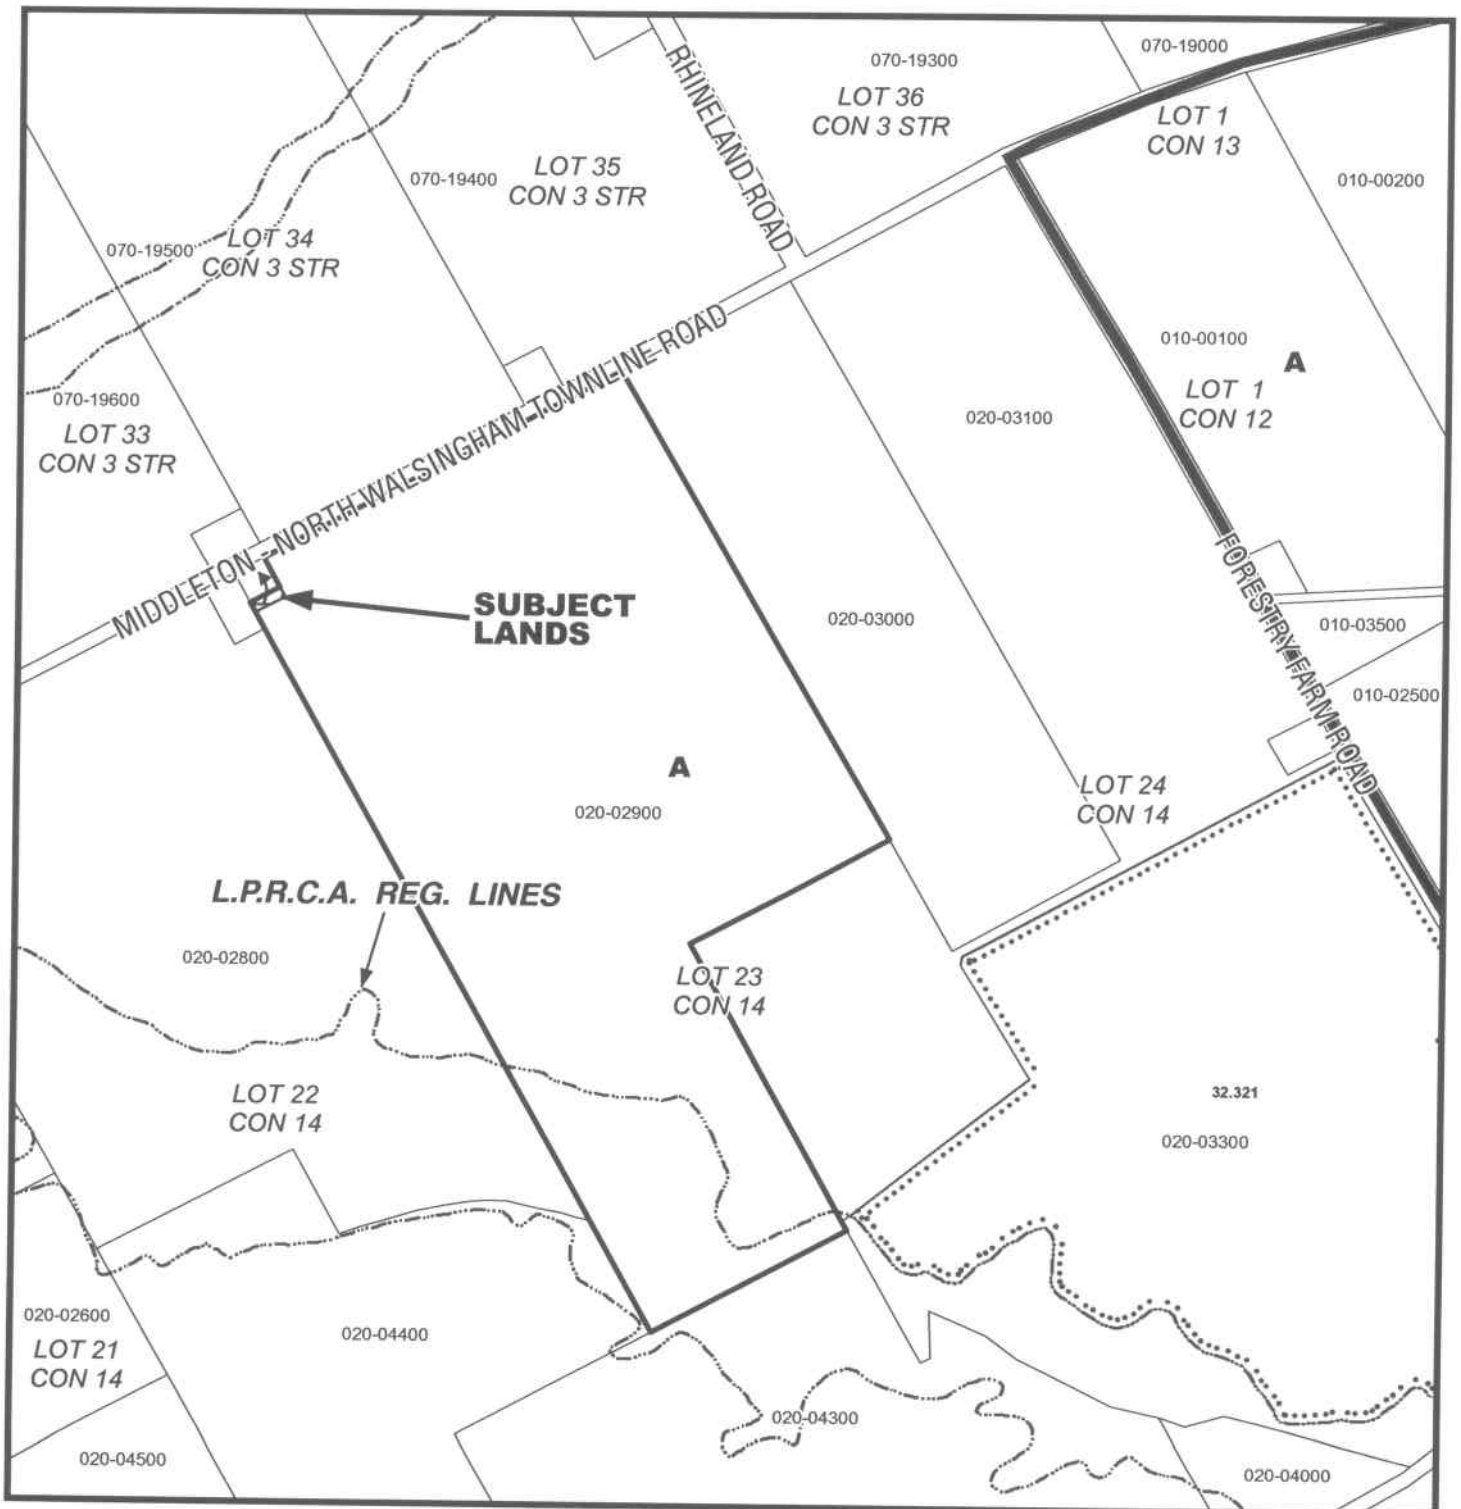 070-19000
070-19300
LOT 36
CON 3 STR
LOT 1
CON 13
RHINELAND ROAD
LOT 35
CON 3 STR
070-19400
010-00200
070-19500
LOT 34
CON 3 STR
010-00100
A
LOT 1
CON 12
070-19600
LOT 33
CON 3 STR
020-03100
MIDDLETON - NORTH WALSINGHAM TOWNLINE ROAD
SUBJECT
LANDS
020-03000
FORESTRY FARM ROAD
010-03500
010-02500
A
020-02900
LOT 24
CON 14
L.P.R.C.A. REG. LINES
020-02800
LOT 23
CON 14
LOT 22
CON 14
32.321
020-03300
020-02600
LOT 21
CON 14
020-04400
020-04300
020-04500
020-04000